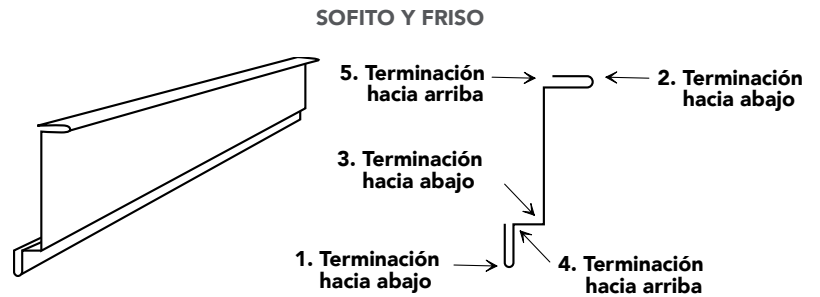 SOFITO Y FRISO
5. Terminación
hacia arriba
2. Terminación
hacia abajo
3. Terminación
hacia abajo
1. Terminación
hacia abajo
4. Terminación
hacia arriba